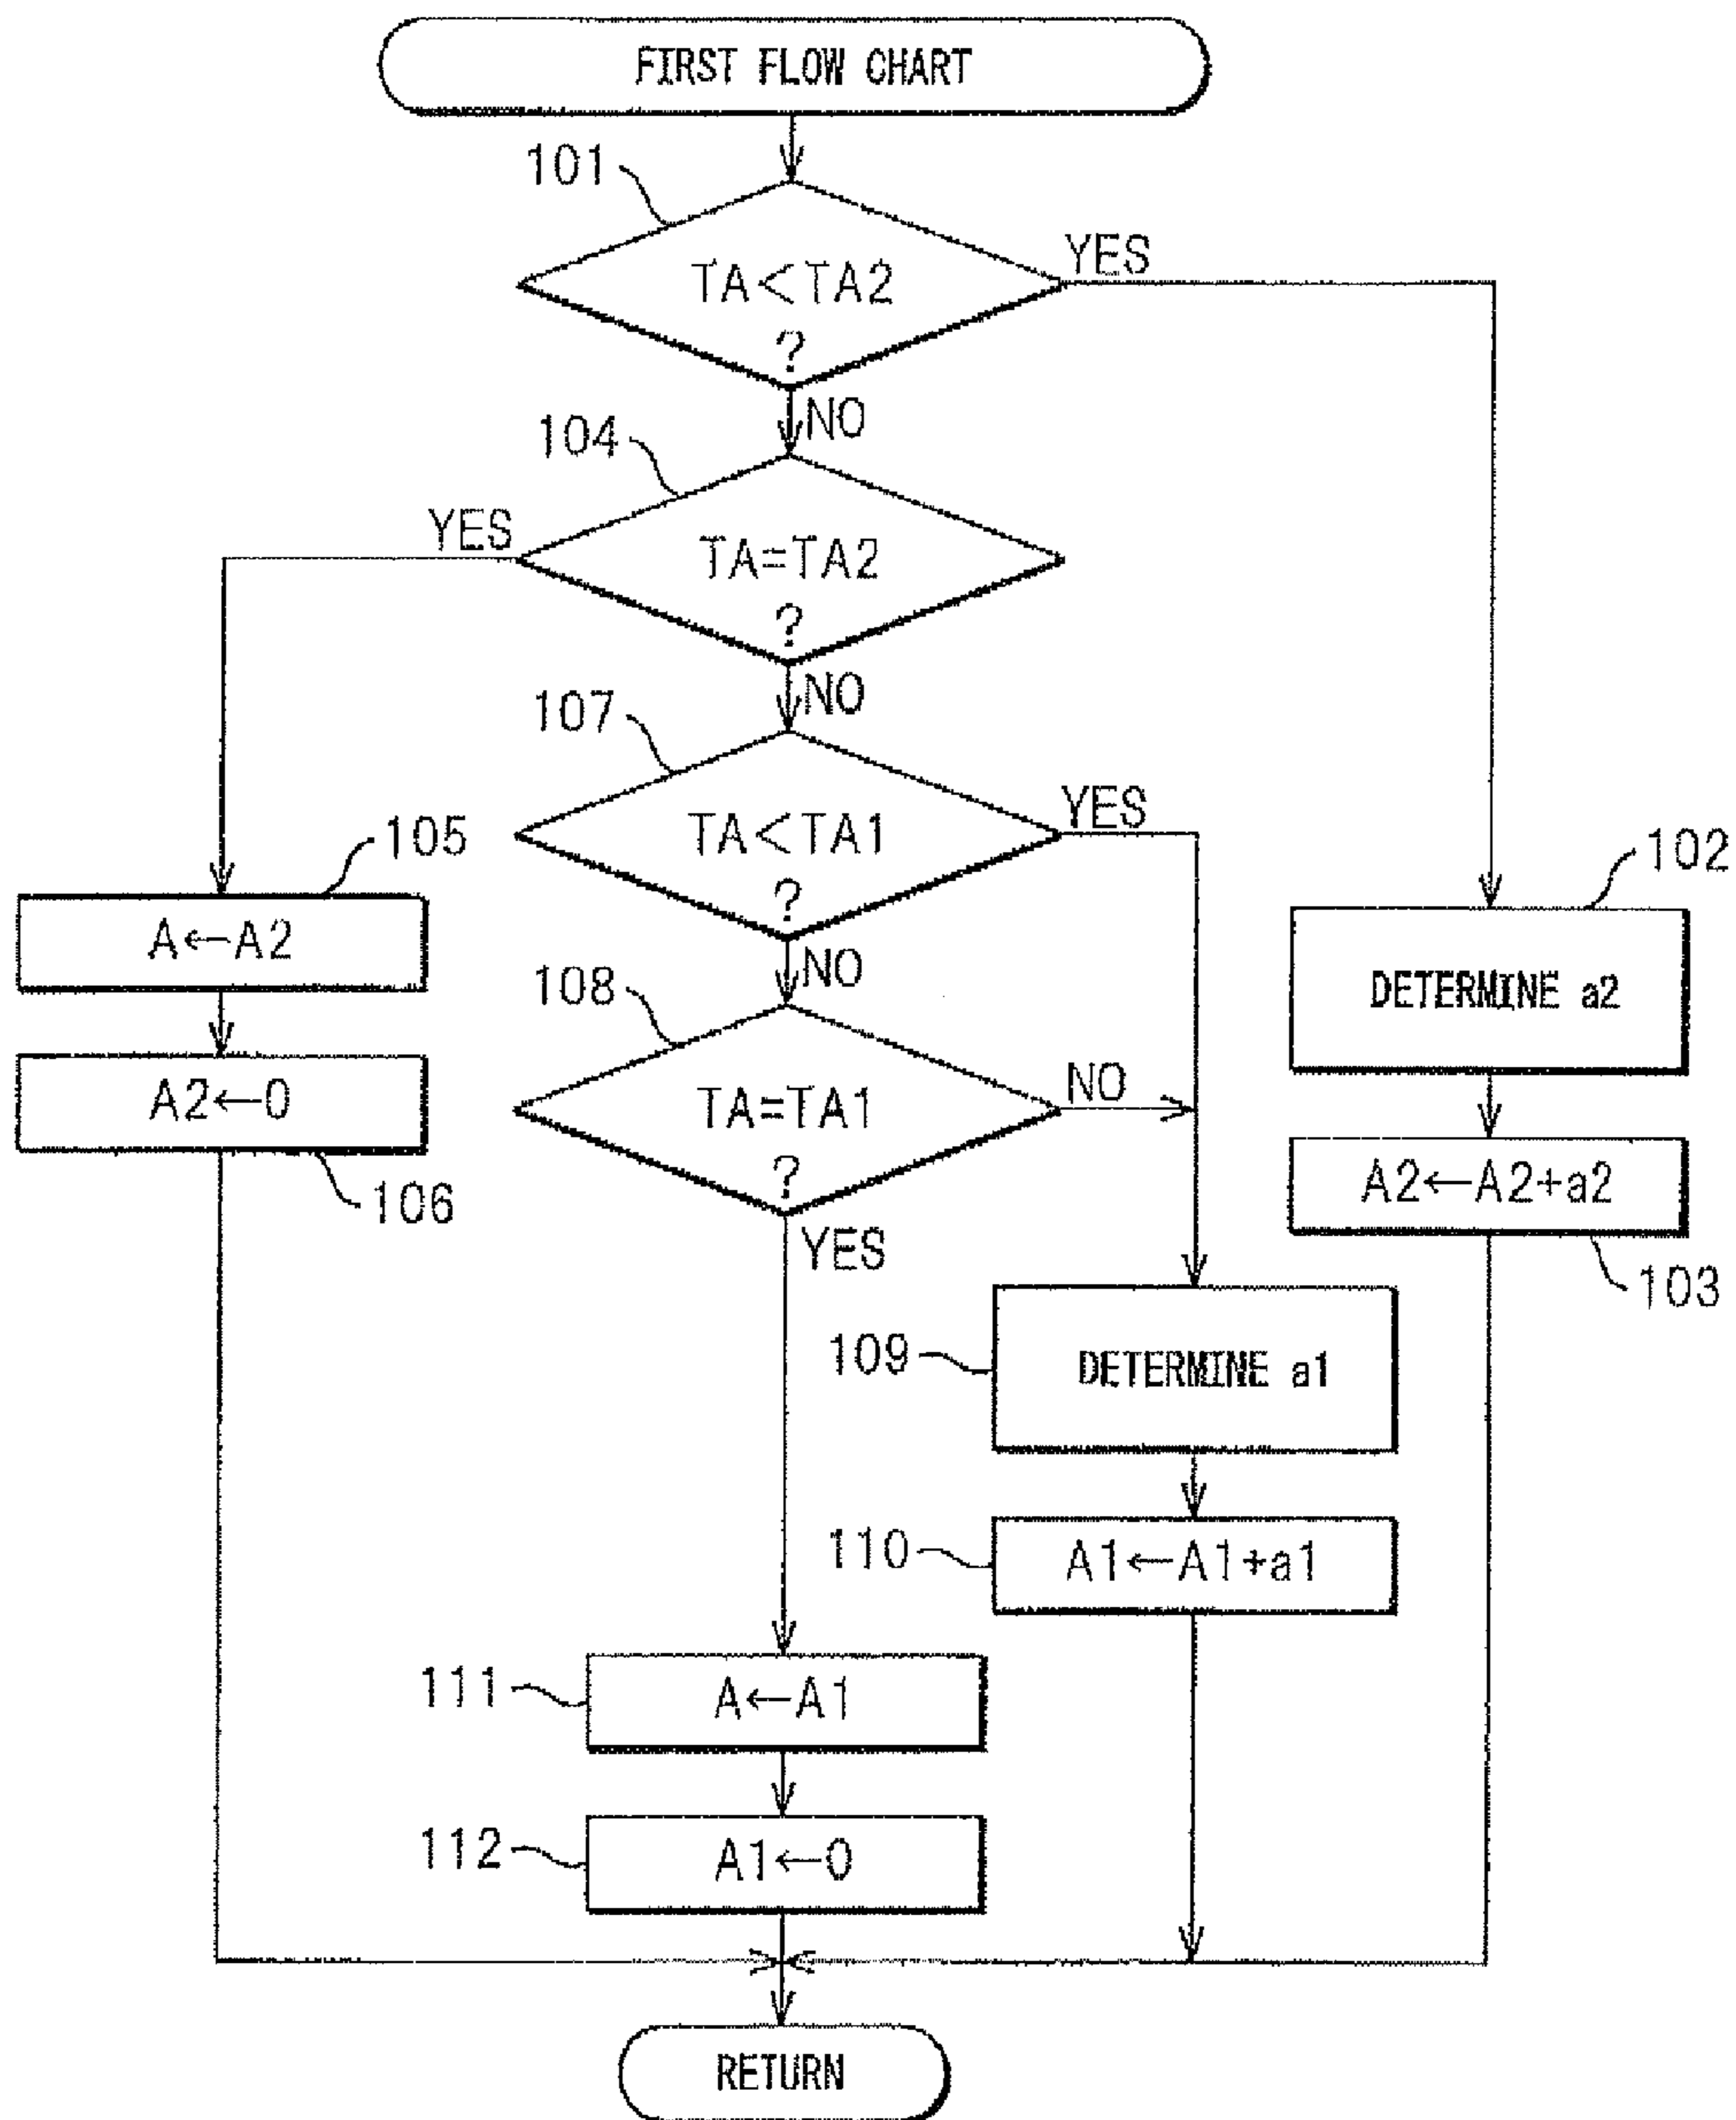 FIRST FLOW CHART
101
TA<TA2
?
YES
NO
104
YES
TA=TA2
?
NO
107
TA<TA1
?
YES
NO
105
A←A2
A2←0
106
102
DETERMINE a2
A2←A2+a2
103
108
TA=TA1
?
NO
YES
109
DETERMINE a1
110
A1←A1+a1
111
A←A1
112
A1←0
RETURN